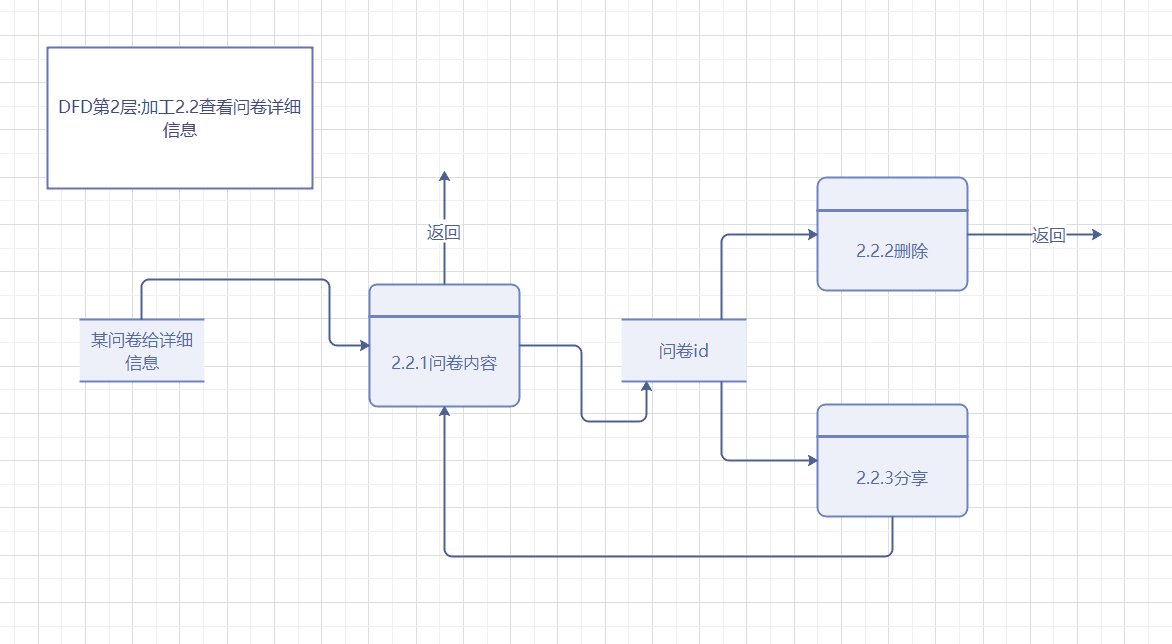 DFD第2层:加工2.2查看问卷详细
信息
返回
2.2.2删除
返回
某问卷给详细
信息
2.2.1问卷内容
问卷id
2.2.3分享